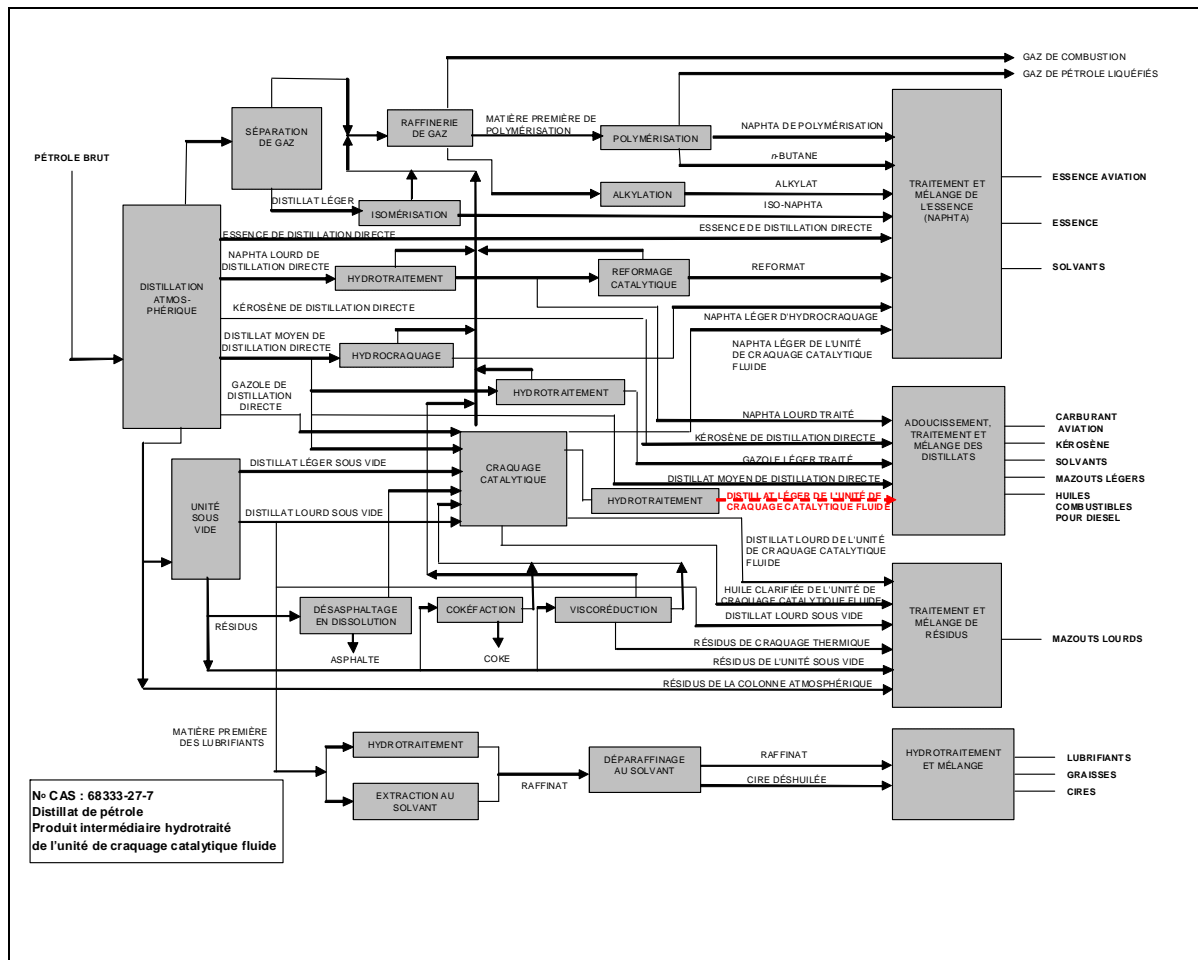 GAZ DE COMBUSTION
GAZ DE PÉTROLE LIQUÉFIÉS
SÉPARATION
DE GAZ
RAFFINERIE
DE GAZ
MATIÈRE PREMIÈRE DE
POLYMÉRISATION
POLYMÉRISATION
NAPHTA DE POLYMÉRISATION
n-BUTANE
PÉTROLE BRUT
ALKYLATION
ALKYLAT
TRAITEMENT ET
MÉLANGE DE
L'ESSENCE
(NAPHTA)
ESSENCE AVIATION
ESSENCE
SOLVANTS
DISTILLAT LÉGER
ISOMÉRISATION
ISO-NAPHTA
ESSENCE DE DISTILLATION DIRECTE
ESSENCE DE DISTILLATION DIRECTE
NAPHTA LOURD DE
DISTILLATION DIRECTE
HYDROTRAITEMENT
REFORMAGE
CATALYTIQUE
REFORMAT
DISTILLATION
ATMOS-
PHÉRIQUE
KÉROSÈNE DE DISTILLATION DIRECTE
NAPHTA LÉGER D'HYDROCRAQUAGE
DISTILLAT MOYEN DE
DISTILLATION DIRECTE
HYDROCRAQUAGE
NAPHTA LÉGER DE L'UNITÉ
DE CRAQUAGE CATALYTIQUE
FLUIDE
GAZOLE DE
DISTILLATION
DIRECTE
HYDROTRAITEMENT
NAPHTA LOURD TRAITÉ
KÉROSÈNE DE DISTILLATION DIRECTE
GAZOLE LÉGER TRAITÉ
DISTILLAT MOYEN DE DISTILLATION DIRECTE
ADOUCISSEMENT,
TRAITEMENT ET
MÉLANGE DES
DISTILLATS
CARBURANT
AVIATION
KÉROSÈNE
SOLVANTS
MAZOUTS LÉGERS
HUILES
COMBUSTIBLES
POUR DIESEL
DISTILLAT LÉGER SOUS VIDE
CRAQUAGE
CATALYTIQUE
HYDROTRAITEMENT
DISTILLAT LÉGER DE L'UNITÉ DE
CRAQUAGE CATALYTIQUE FLUIDE
UNITÉ
SOUS
VIDE
DISTILLAT LOURD SOUS VIDE
DISTILLAT LOURD DE L'UNITÉ
DE CRAQUAGE CATALYTIQUE
FLUIDE
HUILE CLARIFIÉE DE L'UNITÉ DE
CRAQUAGE CATALYTIQUE FLUIDE
DISTILLAT LOURD SOUS VIDE
RÉSIDUS
DÉSASPHALTAGE
EN DISSOLUTION
COKÉFACTION
VISCORÉDUCTION
TRAITEMENT ET
MÉLANGE DE
RÉSIDUS
MAZOUTS LOURDS
ASPHALTE
COKE
RÉSIDUS DE CRAQUAGE THERMIQUE
RÉSIDUS DE L'UNITÉ SOUS VIDE
RÉSIDUS DE LA COLONNE ATMOSPHÉRIQUE
MATIÈRE PREMIÈRE
DES LUBRIFIANTS
HYDROTRAITEMENT
EXTRACTION AU
SOLVANT
RAFFINAT
DÉPARAFFINAGE
AU SOLVANT
RAFFINAT
CIRE DÉSHUILÉE
HYDROTRAITEMENT
ET MÉLANGE
LUBRIFIANTS
GRAISSES
CIRES
No CAS : 68333-27-7
Distillat de pétrole
Produit intermédiaire hydrotraité
de l'unité de craquage catalytique fluide